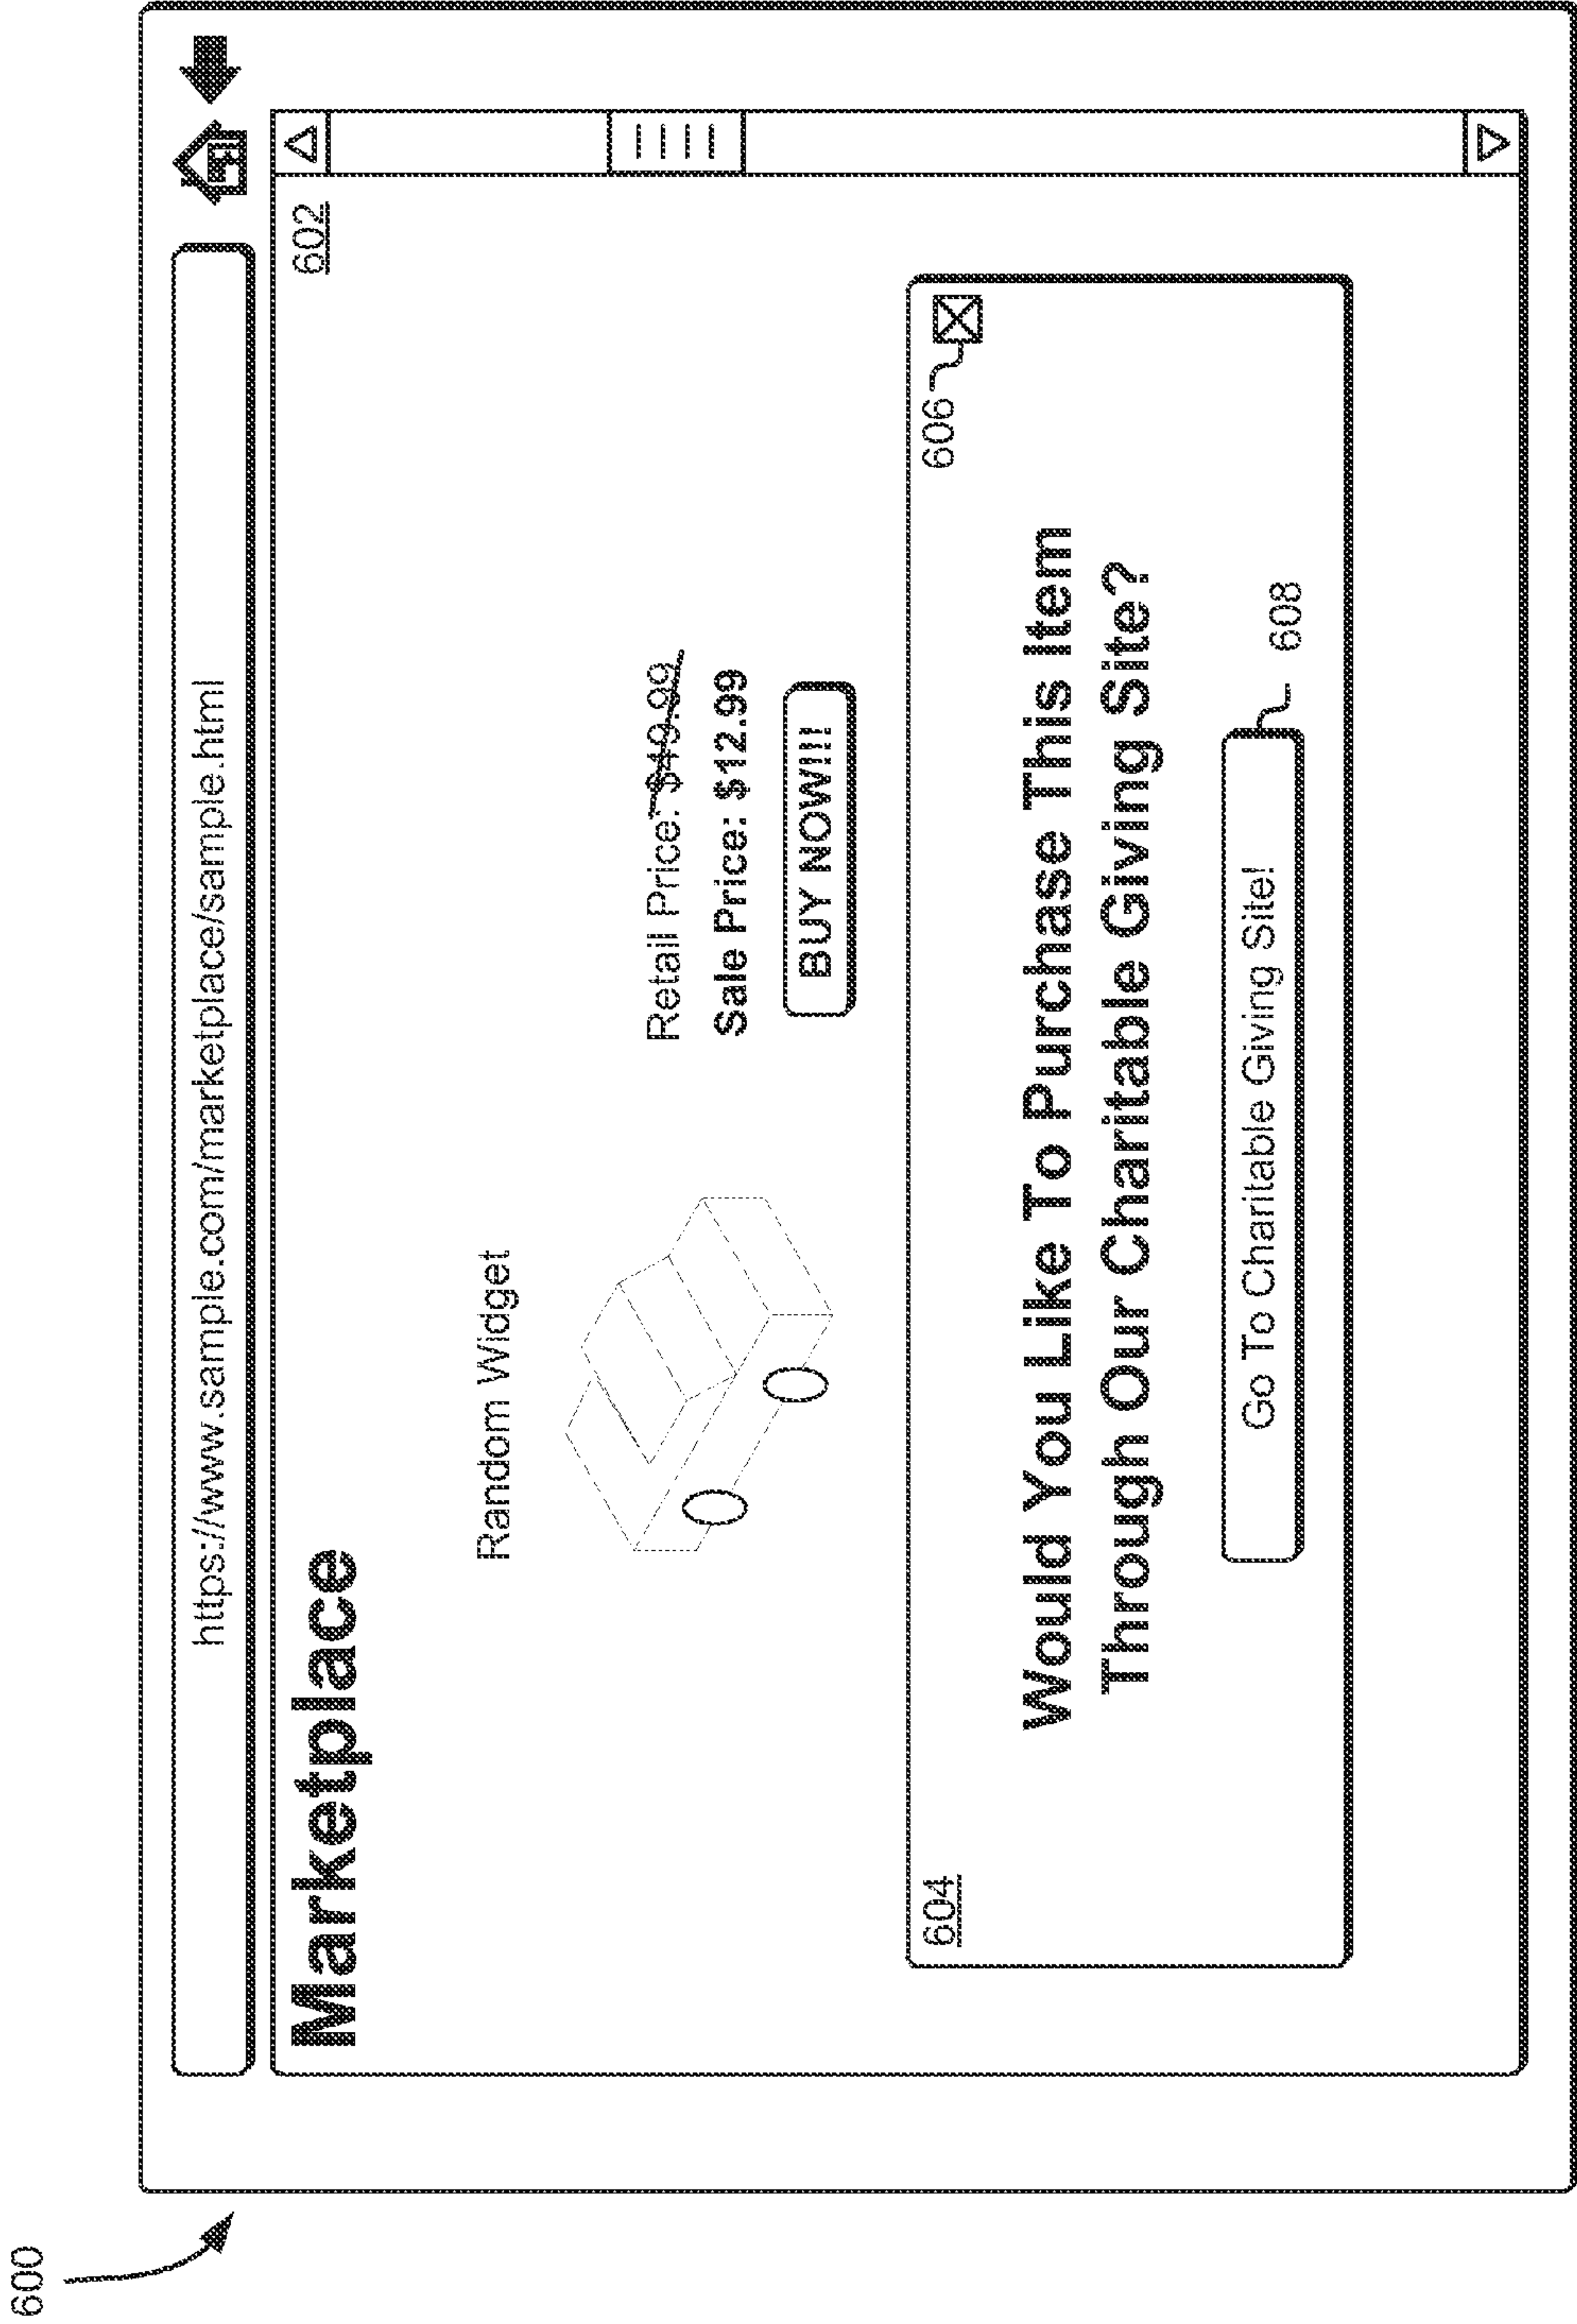 600
https://www.sample.com/marketplace/sample.html
Marketplace
602
Random Widget
Retail Price: $19.99
Sale Price: $12.99
BUY NOW!!!
604
606
Would You Like To Purchase This item
Through Our Charitable Giving Site?
Go To Charitable Giving Site!
608